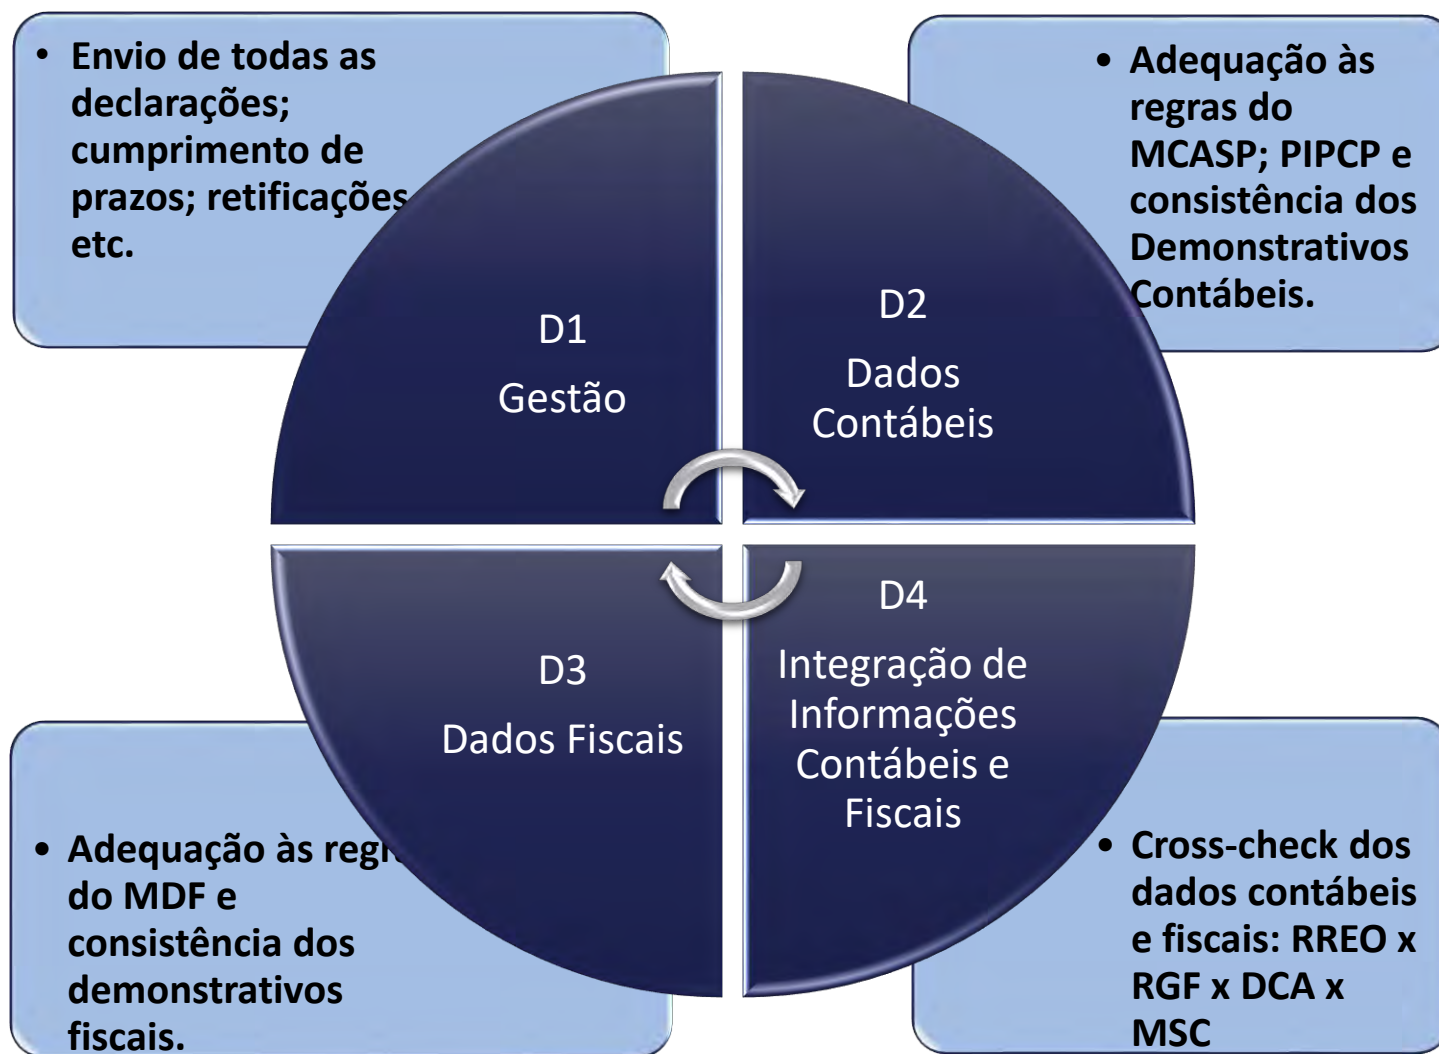 • Envio de todas as
declarações;
cumprimento de
prazos; retificações
etc.
• Adequação às
regras do
MCASP; PIPCP e
consistência dos
Demonstrativos
Contábeis.
D1
Gestão
D2
Dados
Contábeis
D3
Dados Fiscais
D4
Integração de
Informações
Contábeis e
Fiscais
• Adequação às
do MDF e
consistência dos
demonstrativos
fiscais.
• Cross-check dos
dados contábeis
e fiscais: RREO x
RGF x DCA x
MSC